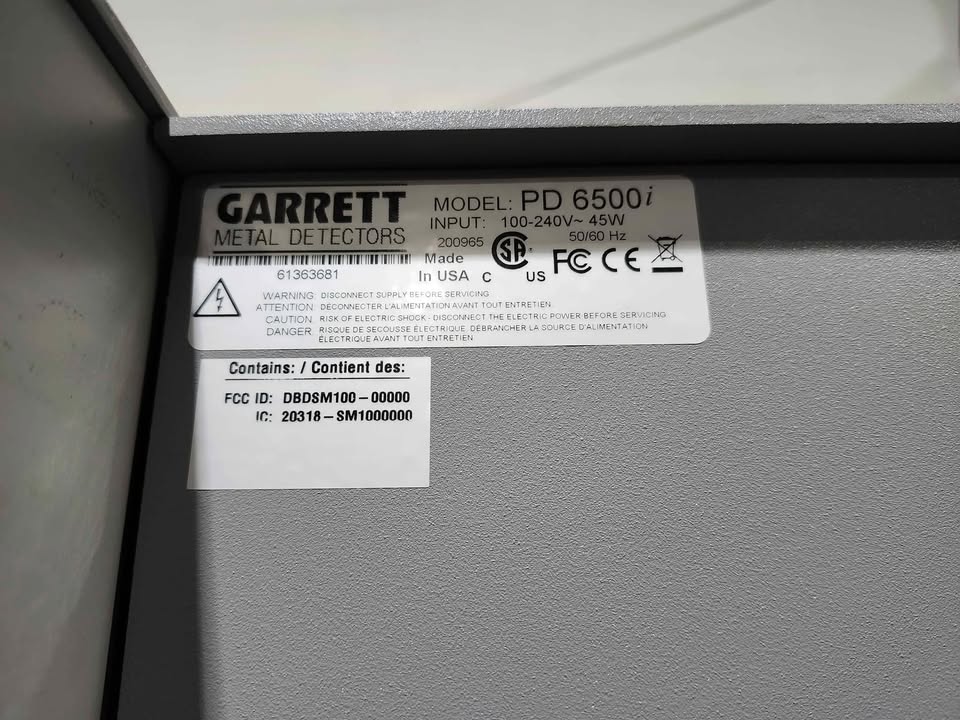 GARRETT
METAL DETECTORS
MODEL: PD 6500i
INPUT: 100-240V~ 45W
50/60 Hz
200965
Made
In USA
SA
C US
FC CE
61363681
WARNING: DISCONNECT SUPPLY BEFORE SERVICING.
ATTENTION: DÉCONNECTER L'ALIMENTATION AVANT TOUT ENTRETIEN.
CAUTION: RISK OF ELECTRIC SHOCK - DISCONNECT THE ELECTRIC POWER BEFORE SERVICING
DANGER: RISQUE DE SECOUSSE ÉLECTRIQUE. DÉBRANCHER LA SOURCE D'ALIMENTATION
ÉLECTRIQUE AVANT TOUT ENTRETIEN.
Contains: / Contient des:
FCC ID: DBDSM100-00000
IC: 20318-SM1000000